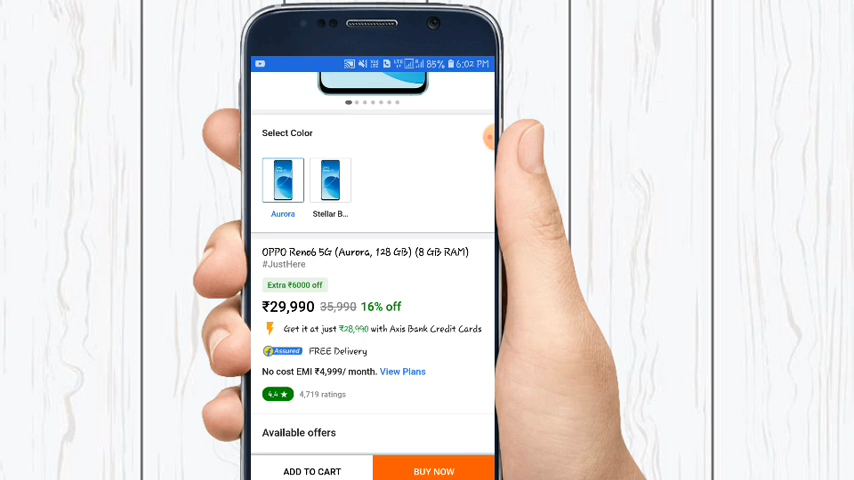 85% 6:02 PM
Select Color
Aurora
Stellar B...
OPPO Reno6 5G (Aurora, 128 GB) (8 GB RAM)
#JustHere
Extra ₹6000 off
₹29,990 35,990 16% off
Get it at just ₹28,990 with Axis Bank Credit Cards
Assured FREE Delivery
No cost EMI ₹4,999/ month. View Plans
4.4★ 4,719 ratings
Available offers
ADD TO CART
BUY NOW